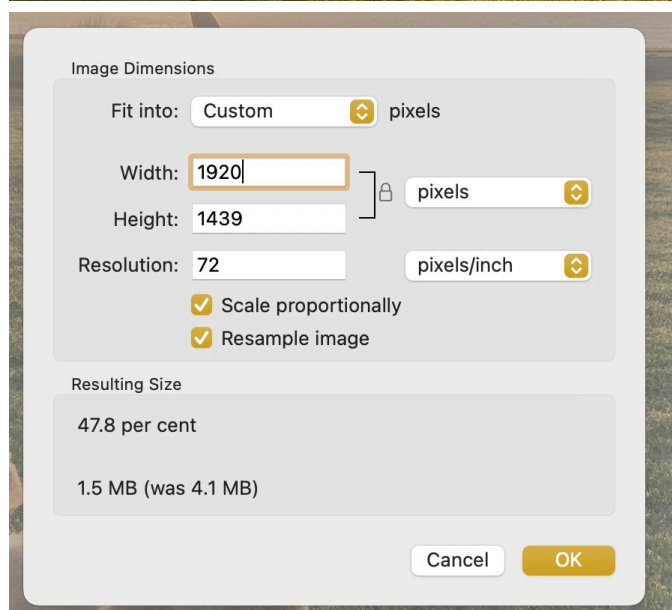 Image Dimensions
Fit into: Custom pixels
Width: 1920
pixels
Height: 1439
Resolution: 72 pixels/inch
Scale proportionally
Resample image
Resulting Size
47.8 per cent
1.5 MB (was 4.1 MB)
Cancel OK